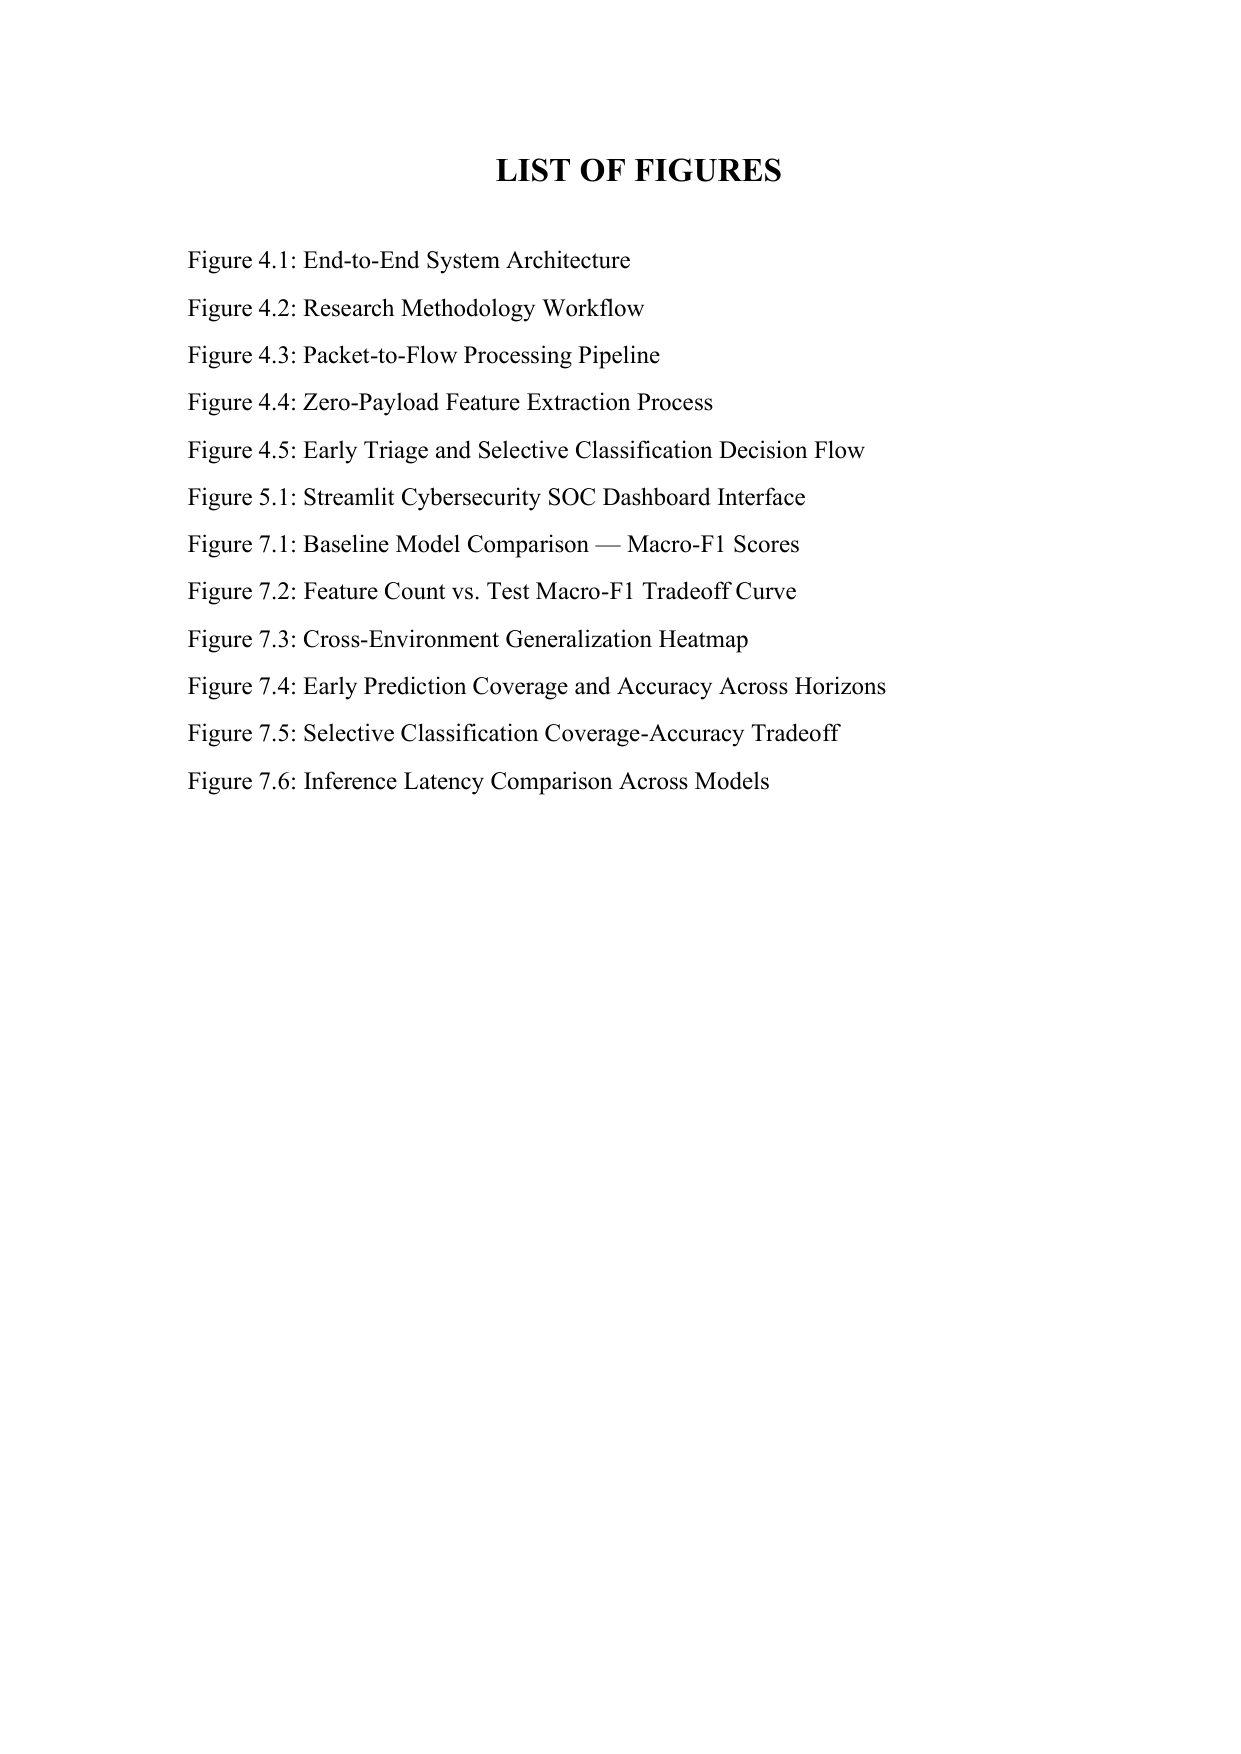 LIST OF FIGURES
Figure 4.1: End-to-End System Architecture
Figure 4.2: Research Methodology Workflow
Figure 4.3: Packet-to-Flow Processing Pipeline
Figure 4.4: Zero-Payload Feature Extraction Process
Figure 4.5: Early Triage and Selective Classification Decision Flow
Figure 5.1: Streamlit Cybersecurity SOC Dashboard Interface
Figure 7.1: Baseline Model Comparison — Macro-F1 Scores
Figure 7.2: Feature Count vs. Test Macro-F1 Tradeoff Curve
Figure 7.3: Cross-Environment Generalization Heatmap
Figure 7.4: Early Prediction Coverage and Accuracy Across Horizons
Figure 7.5: Selective Classification Coverage-Accuracy Tradeoff
Figure 7.6: Inference Latency Comparison Across Models